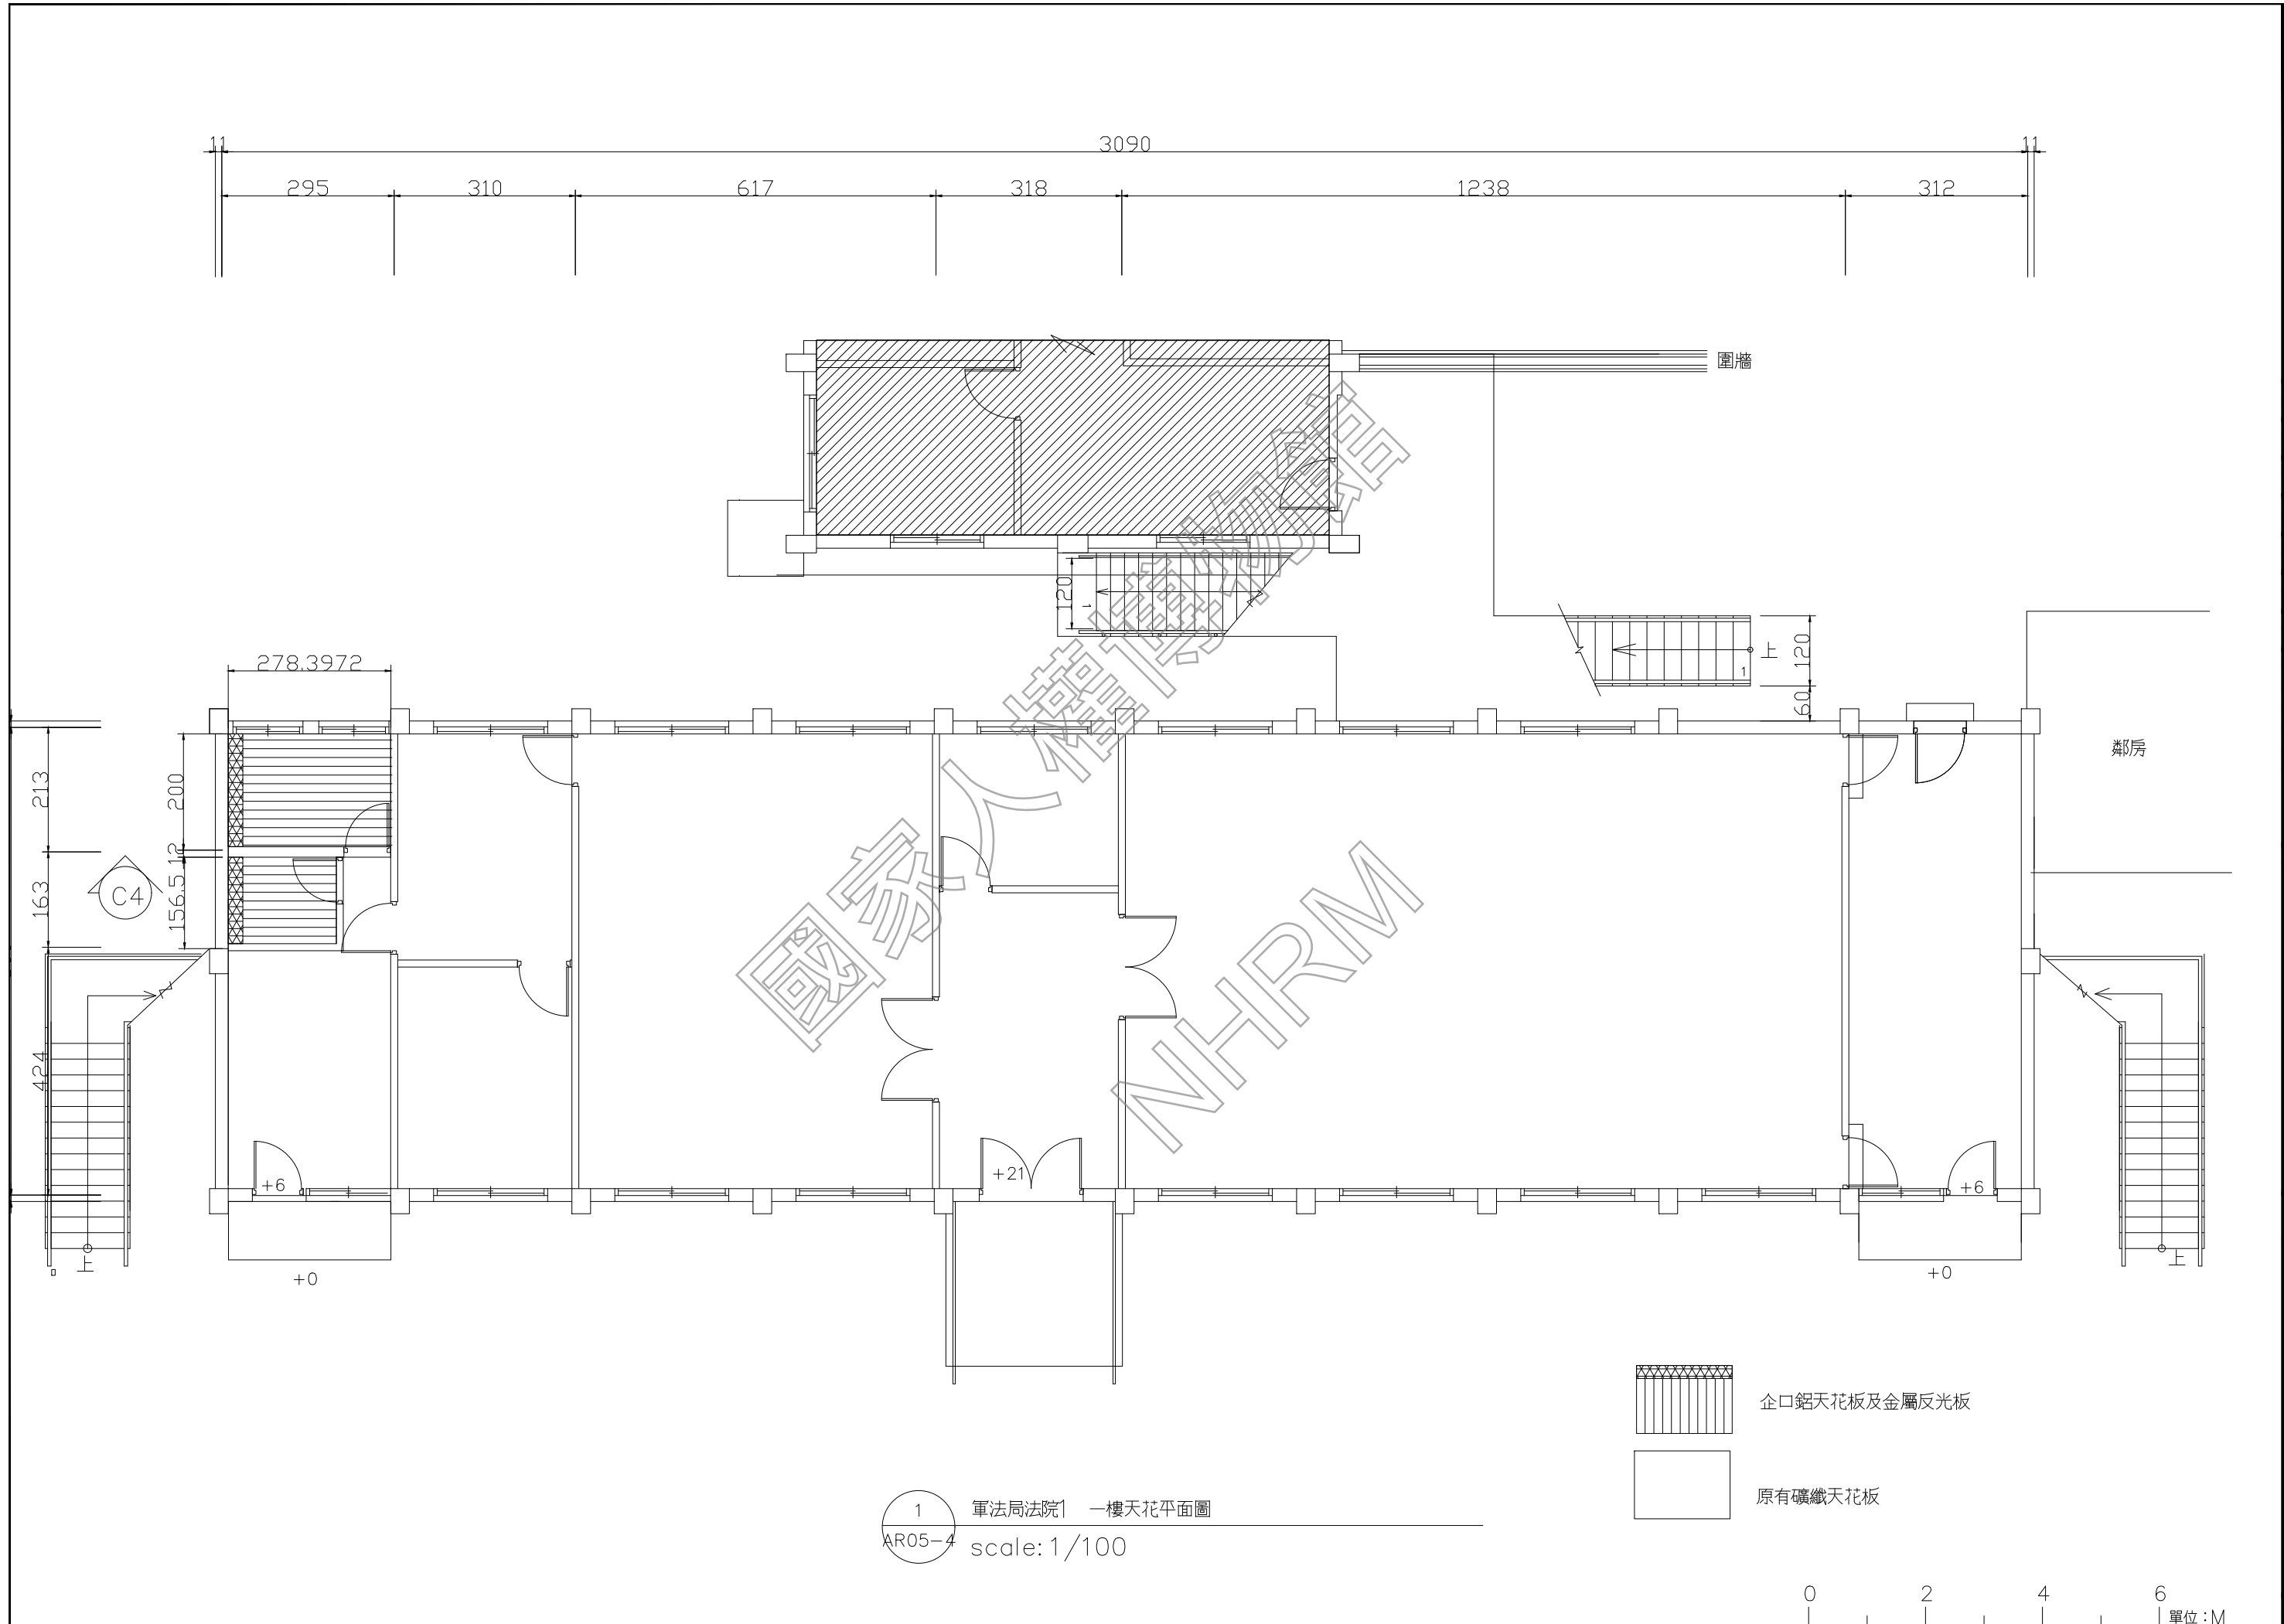 11 3090 11
295 310 617 318 1238 312
圍牆
120
1
上
1
120
60
278.3972
213
200
鄰房
12
163
156.5
C4
424
+21
+6
+6
上
上
+0
+0
國家人權博物館
NHRM
企口鋁天花板及金屬反光板
原有礦纖天花板
1
軍法局法院1 一樓天花平面圖
AR05-4
scale:1/100
0 2 4 6
單位：M